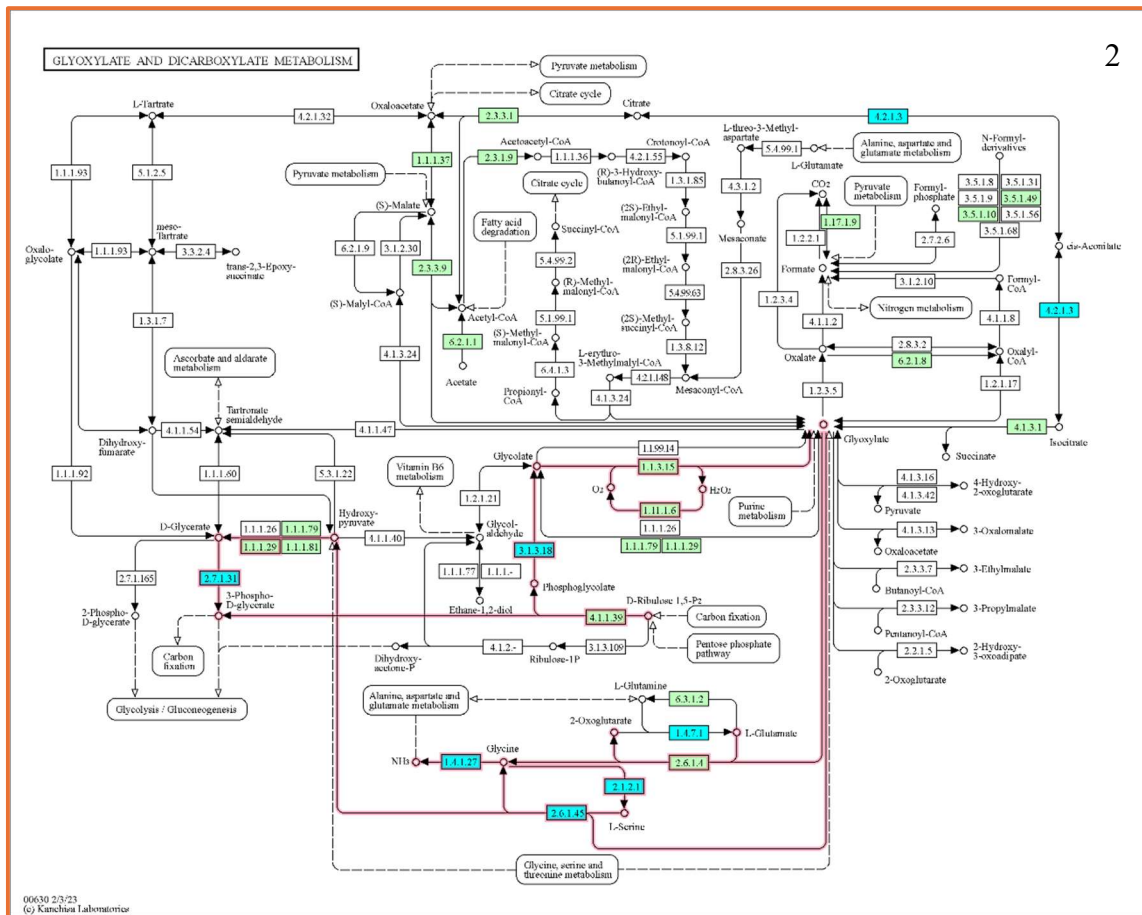 2
GLYOXYLATE AND DICARBOXYLATE METABOLISM
Pyruvate metabolism
Citrate cycle
L-Tartrate
4.2.1.32
Oxaloacetate
2.3.3.1
Citrate
4.2.1.3
1.1.1.93
5.1.2.5
1.1.1.37
2.3.1.9
Acetoacetyl-CoA
1.1.1.36
Crotonoyl-CoA
4.2.1.55
(R)-3-Hydroxy-
butanoyl-CoA
L-threo-3-Methyl-
aspartate
5.4.99.1
L-Glutamate
Alanine, aspartate and
glutamate metabolism
N-Formyl-
derivatives
Pyruvate metabolism
Citrate cycle
1.3.1.85
4.3.1.2
CO2
Pyruvate
metabolism
Formyl-
phosphate
3.5.1.8
3.5.1.31
3.5.1.9
3.5.1.49
3.5.1.10
3.5.1.56
3.5.1.68
(S)-Malate
6.2.1.9
3.1.2.30
Fatty acid
degradation
Succinyl-CoA
(2S)-Ethyl-
malonyl-CoA
1.17.1.9
1.2.2.1
2.7.2.6
meso-
Tartrate
Oxalo-
glycolate
1.1.1.93
3.3.2.4
trans-2,3-Epoxy-
succinate
2.3.3.9
5.4.99.2
5.1.99.1
Mesaconate
cis-Aconitate
(S)-Malyl-CoA
(R)-Methyl-
malonyl-CoA
(2R)-Ethyl-
malonyl-CoA
2.8.3.26
Formate
3.1.2.10
Formyl-
CoA
1.3.1.7
Acetyl-CoA
5.1.99.1
5.4.99.63
1.2.3.4
Nitrogen metabolism
4.2.1.3
(S)-Methyl-
malonyl-CoA
(2S)-Methyl-
succinyl-CoA
4.1.1.2
4.1.1.8
Ascorbate and aldarate
metabolism
4.1.3.24
6.2.1.1
Acetate
6.4.1.3
1.3.8.12
L-erythro-
3-Methylmalyl-CoA
4.2.1.148
Mesaconyl-CoA
Oxalate
2.8.3.2
6.2.1.8
Oxalyl-
CoA
Propionyl-
CoA
4.1.3.24
1.2.3.5
1.2.1.17
Tartronate
semialdehyde
4.1.1.54
4.1.1.47
Glyoxylate
4.1.3.1
Isocitrate
Dihydroxy-
fumarate
1.1.1.92
1.1.1.60
5.3.1.22
Vitamin B6
metabolism
Glycolate
1.1.99.14
1.1.3.15
Succinate
1.2.1.21
O2
H2O2
1.11.1.6
Purine
metabolism
4.1.3.16
4.1.3.42
4-Hydroxy-
2-oxoglutarate
Pyruvate
D-Glycerate
1.1.1.26
1.1.1.79
1.1.1.29
1.1.1.81
Hydroxy-
pyruvate
4.1.1.40
Glycol-
aldehyde
1.1.1.26
1.1.1.79
1.1.1.29
3.1.3.18
4.1.3.13
3-Oxalomalate
Oxaloacetate
2.7.1.165
2.7.1.31
1.1.1.77
1.1.1.-
Phosphoglycolate
2.3.3.7
3-Ethylmalate
Butanoyl-CoA
2-Phospho-
D-glycerate
3-Phospho-
D-glycerate
Ethane-1,2-diol
4.1.1.39
D-Ribulose 1,5-P2
Carbon fixation
2.3.3.12
3-Propylmalate
Pentanoyl-CoA
Carbon
fixation
Dihydroxy-
acetone-P
4.1.2.-
Ribulose-1P
3.1.3.109
Pentose phosphate
pathway
2.2.1.5
2-Hydroxy-
3-oxoadipate
2-Oxoglutarate
Glycolysis / Gluconeogenesis
Alanine, aspartate and
glutamate metabolism
L-Glutamine
6.3.1.2
2-Oxoglutarate
1.4.7.1
L-Glutamate
NH3
1.4.1.27
Glycine
2.6.1.4
2.1.2.1
2.6.1.45
L-Serine
Glycine, serine and
threonine metabolism
00630 2/3/23
(c) Kanehisa Laboratories